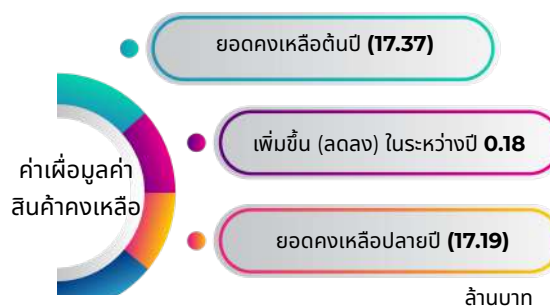 ยอดคงเหลือต้นปี (17.37)
เพิ่มขึ้น (ลดลง) ในระหว่างปี 0.18
ค่าเผื่อมูลค่า
สินค้าคงเหลือ
ยอดคงเหลือปลายปี (17.19)
ล้านบาท